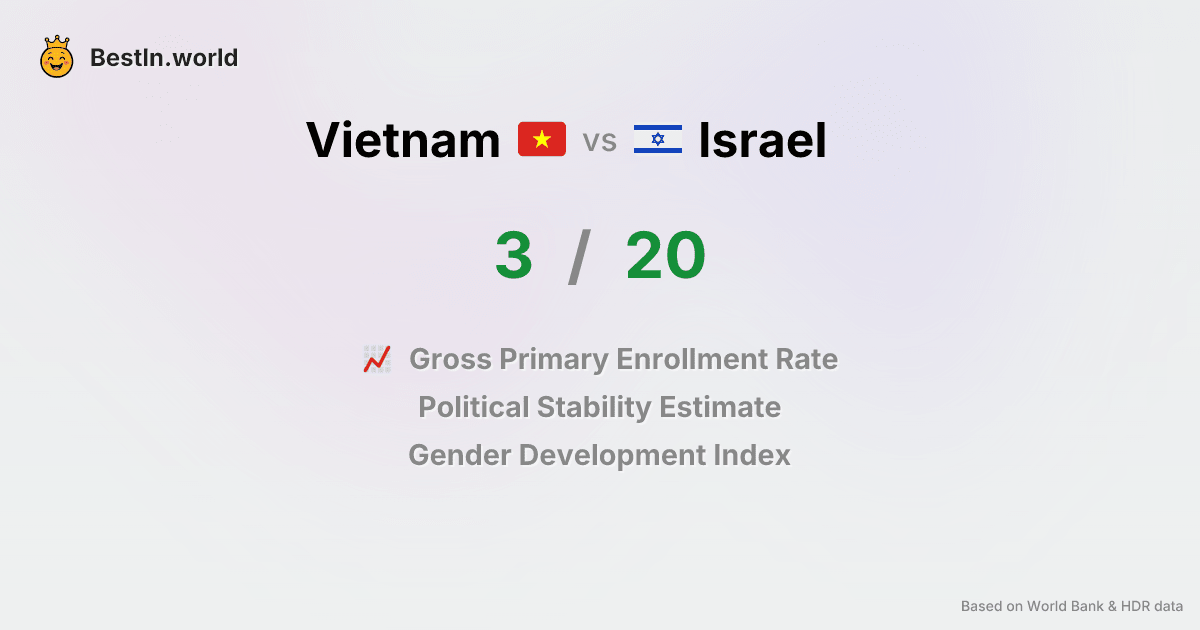 BestIn.world
Vietnam vs Israel
3 / 20
Gross Primary Enrollment Rate
Political Stability Estimate
Gender Development Index
Based on World Bank & HDR data